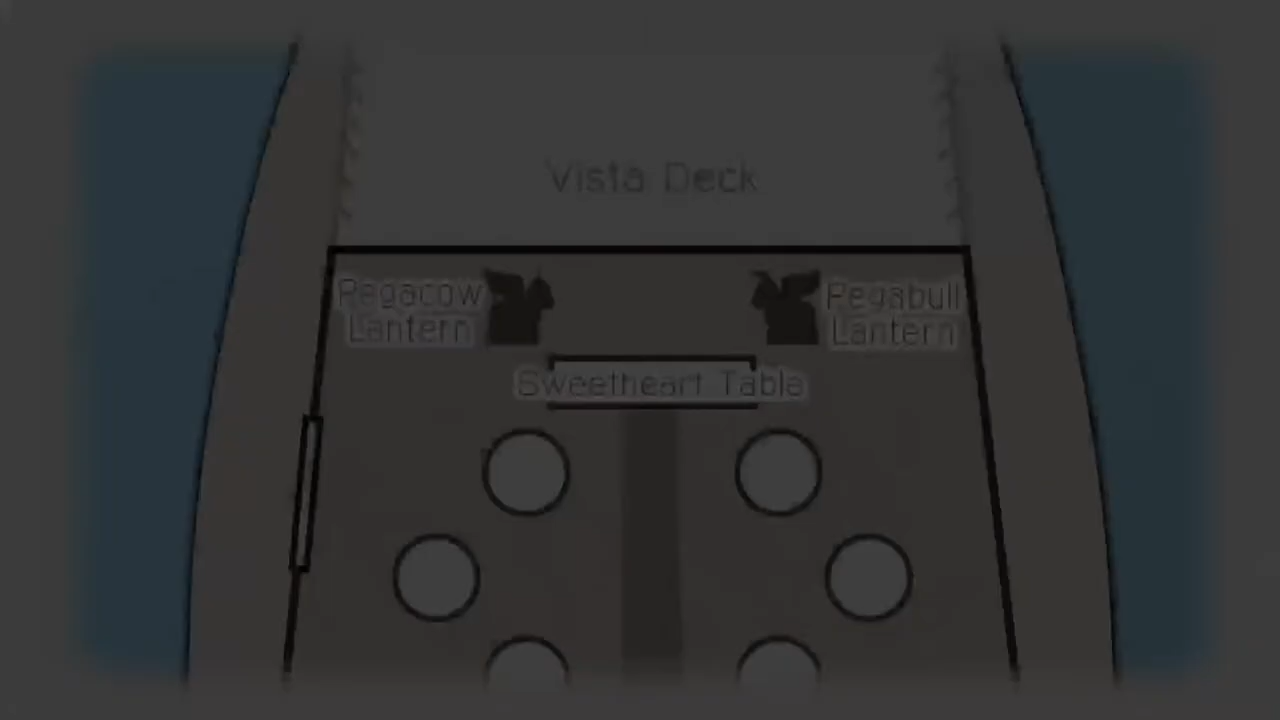 Vista Deck
Pegacow
Lantern
Pegabull
Lantern
Sweetheart Table